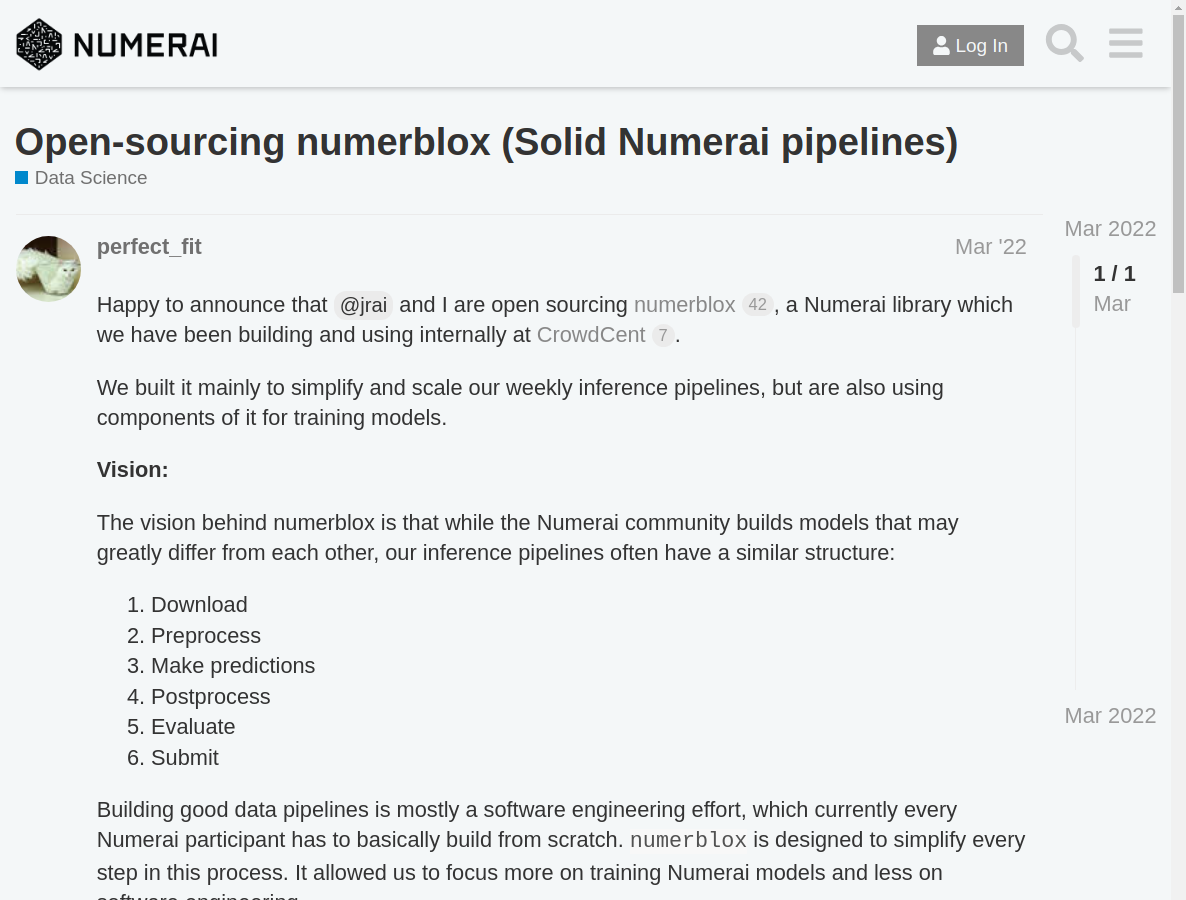 NUMERAI
Log In
Open-sourcing numerblox (Solid Numerai pipelines)
Data Science
Mar 2022
perfect_fit
Mar '22
1 / 1
Mar
Happy to announce that @jrai and I are open sourcing numerblox 42, a Numerai library which
we have been building and using internally at CrowdCent 7.
We built it mainly to simplify and scale our weekly inference pipelines, but are also using
components of it for training models.
Vision:
The vision behind numerblox is that while the Numerai community builds models that may
greatly differ from each other, our inference pipelines often have a similar structure:
1. Download
2. Preprocess
3. Make predictions
4. Postprocess
5. Evaluate
6. Submit
Mar 2022
Building good data pipelines is mostly a software engineering effort, which currently every
Numerai participant has to basically build from scratch. numerblox is designed to simplify every
step in this process. It allowed us to focus more on training Numerai models and less on
software engineering.